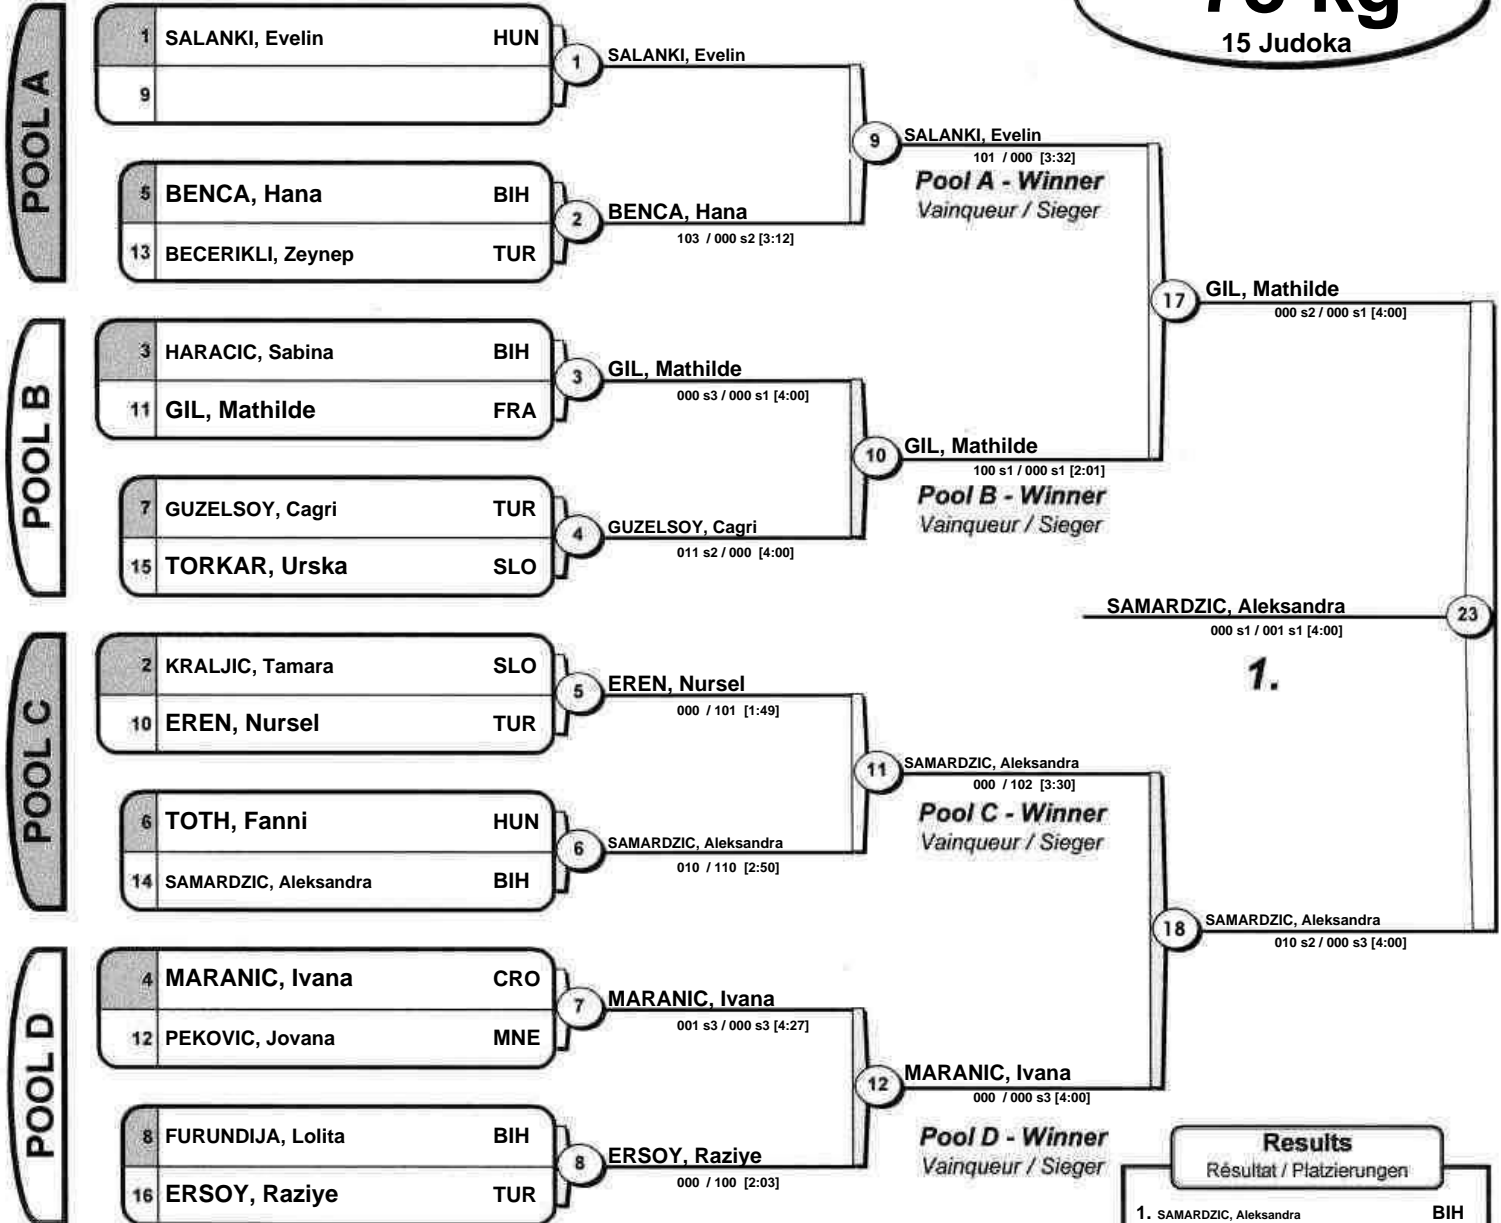 78 kg
15 Judoka
POOL A
1 SALANKI, Evelin HUN
9
5 BENCA, Hana BIH
13 BECERIKLI, Zeynep TUR
1 SALANKI, Evelin
2 BENCA, Hana
103 / 000 s2 [3:12]
9 SALANKI, Evelin
101 / 000 [3:32]
Pool A - Winner
Vainqueur / Sieger
POOL B
3 HARACIC, Sabina BIH
11 GIL, Mathilde FRA
7 GUZELSOY, Cagri TUR
15 TORKAR, Urska SLO
3 GIL, Mathilde
000 s3 / 000 s1 [4:00]
4 GUZELSOY, Cagri
011 s2 / 000 [4:00]
10 GIL, Mathilde
100 s1 / 000 s1 [2:01]
Pool B - Winner
Vainqueur / Sieger
17 GIL, Mathilde
000 s2 / 000 s1 [4:00]
SAMARDZIC, Aleksandra 23
000 s1 / 001 s1 [4:00]
1.
POOL C
2 KRALJIC, Tamara SLO
10 EREN, Nursel TUR
6 TOTH, Fanni HUN
14 SAMARDZIC, Aleksandra BIH
5 EREN, Nursel
000 / 101 [1:49]
6 SAMARDZIC, Aleksandra
010 / 110 [2:50]
11 SAMARDZIC, Aleksandra
000 / 102 [3:30]
Pool C - Winner
Vainqueur / Sieger
18 SAMARDZIC, Aleksandra
010 s2 / 000 s3 [4:00]
POOL D
4 MARANIC, Ivana CRO
12 PEKOVIC, Jovana MNE
8 FURUNDIJA, Lolita BIH
16 ERSOY, Raziye TUR
7 MARANIC, Ivana
001 s3 / 000 s3 [4:27]
8 ERSOY, Raziye
000 / 100 [2:03]
12 MARANIC, Ivana
000 / 000 s3 [4:00]
Pool D - Winner
Vainqueur / Sieger
Results
Résultat / Platzierungen
1. SAMARDZIC, Aleksandra BIH